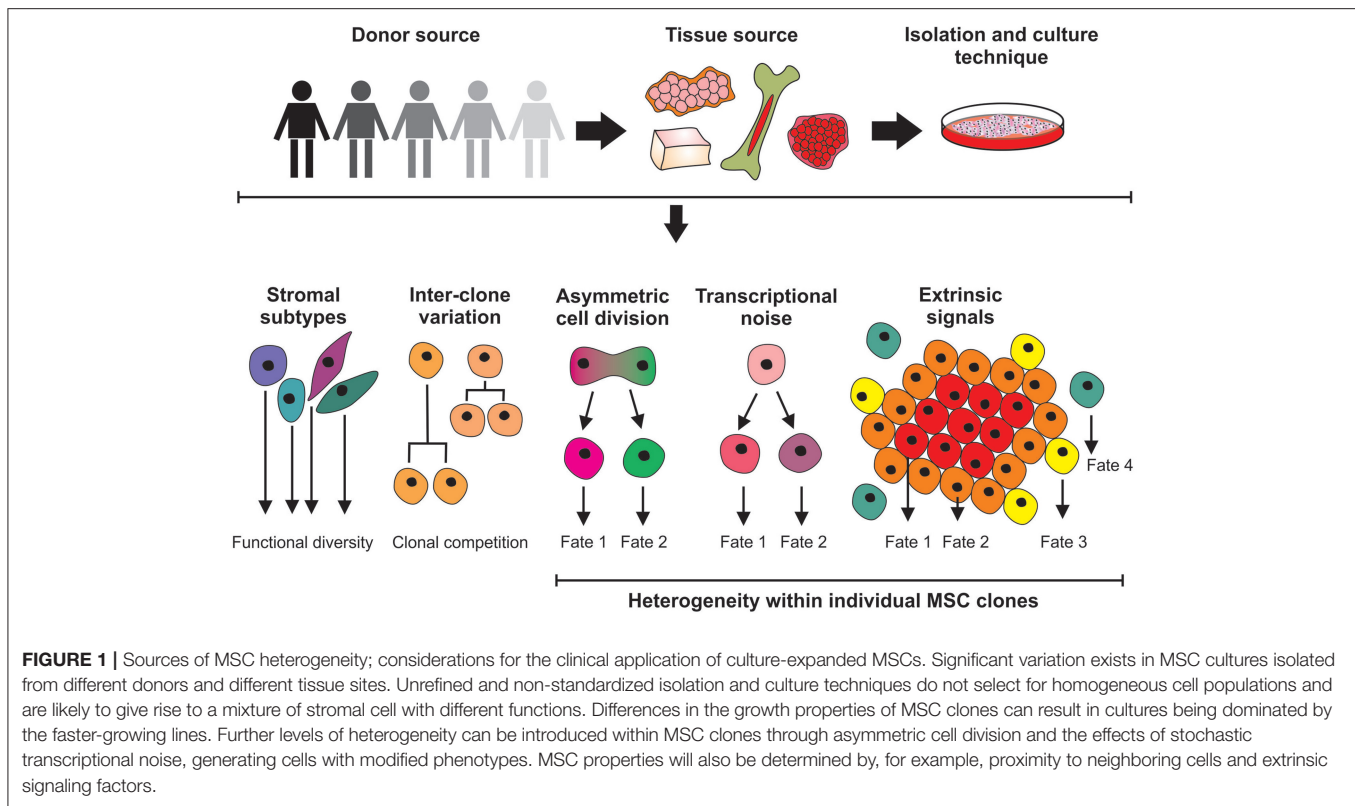 Donor source
Tissue source
Isolation and culture
technique
Stromal
subtypes
Inter-clone
variation
Asymmetric
cell division
Transcriptional
noise
Extrinsic
signals
Fate 4
Functional diversity
Clonal competition
Fate 1
Fate 2
Fate 1
Fate 2
Fate 1
Fate 2
Fate 3
Heterogeneity within individual MSC clones
FIGURE 1 | Sources of MSC heterogeneity; considerations for the clinical application of culture-expanded MSCs. Significant variation exists in MSC cultures isolated
from different donors and different tissue sites. Unrefined and non-standardized isolation and culture techniques do not select for homogeneous cell populations and
are likely to give rise to a mixture of stromal cell with different functions. Differences in the growth properties of MSC clones can result in cultures being dominated by
the faster-growing lines. Further levels of heterogeneity can be introduced within MSC clones through asymmetric cell division and the effects of stochastic
transcriptional noise, generating cells with modified phenotypes. MSC properties will also be determined by, for example, proximity to neighboring cells and extrinsic
signaling factors.